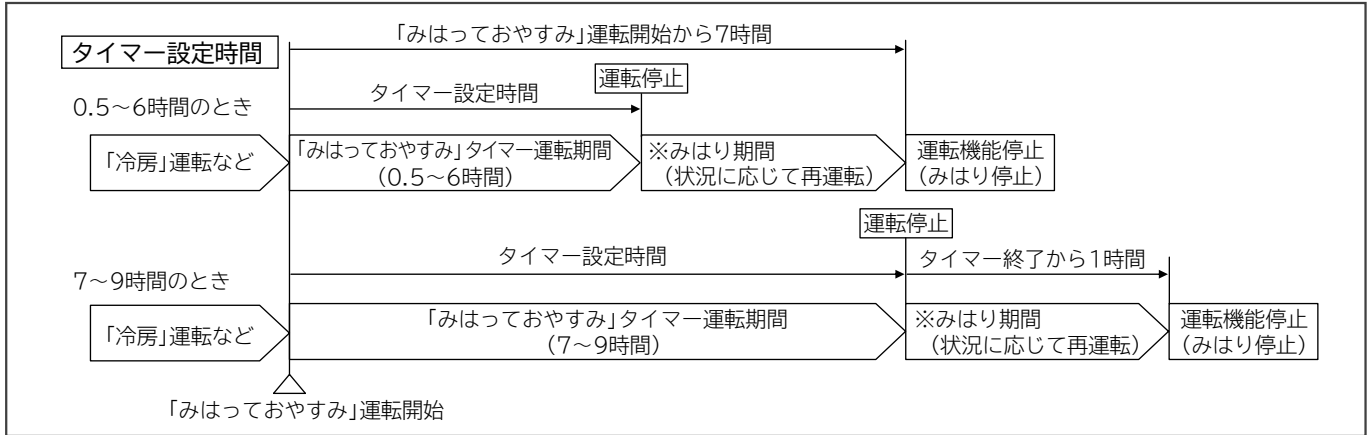 「みはっておやすみ」運転開始から7時間
タイマー設定時間
運転停止
タイマー設定時間
0.5～6時間のとき
「冷房」運転など
「みはっておやすみ」タイマー運転期間
（0.5～6時間）
※みはり期間
（状況に応じて再運転）
運転機能停止
（みはり停止）
運転停止
タイマー設定時間
タイマー終了から1時間
7～9時間のとき
「冷房」運転など
「みはっておやすみ」タイマー運転期間
（7～9時間）
※みはり期間
（状況に応じて再運転）
運転機能停止
（みはり停止）
「みはっておやすみ」運転開始